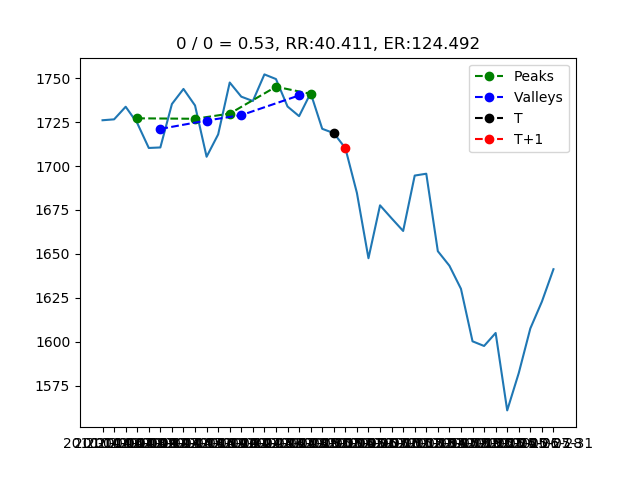 0 / 0 = 0.53, RR:40.411, ER:124.492
Peaks
Valleys
T
T+1
1750
1725
1700
1675
1650
1625
1600
1575